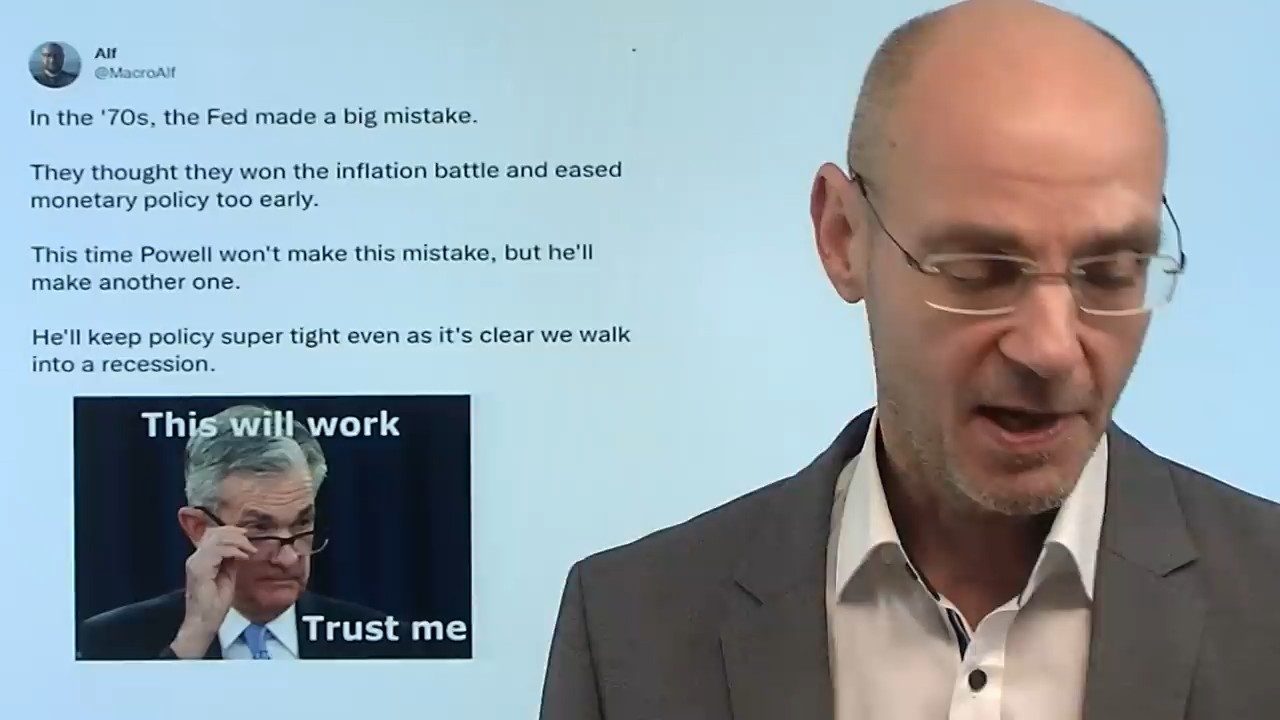 Alf
@MacroAlf
In the '70s, the Fed made a big mistake.
They thought they won the inflation battle and eased
monetary policy too early.
This time Powell won't make this mistake, but he'll
make another one.
He'll keep policy super tight even as it's clear we walk
into a recession.
This will work
Trust me